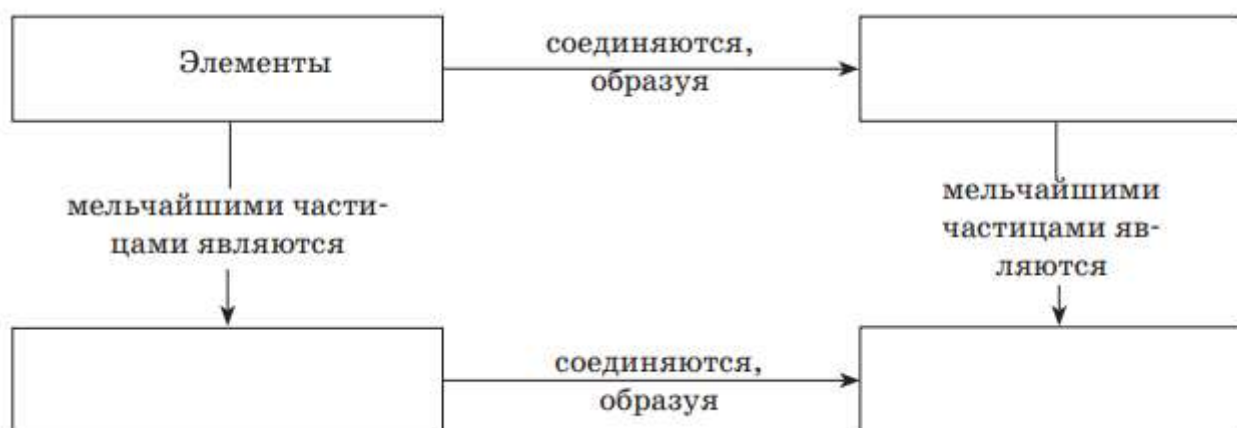 Элементы
соединяются,
образуя
мельчайшими части-
цами являются
мельчайшими
частицами яв-
ляются
соединяются,
образуя